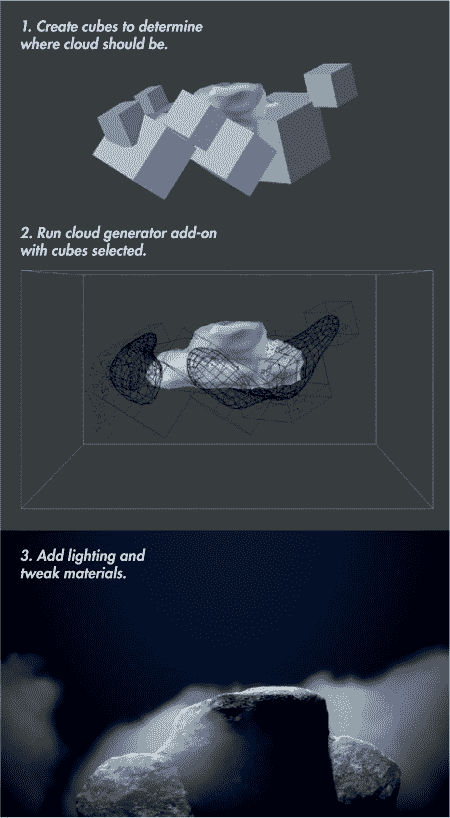 1. Create cubes to determine
where cloud should be.
2. Run cloud generator add-on
with cubes selected.
3. Add lighting and
tweak materials.